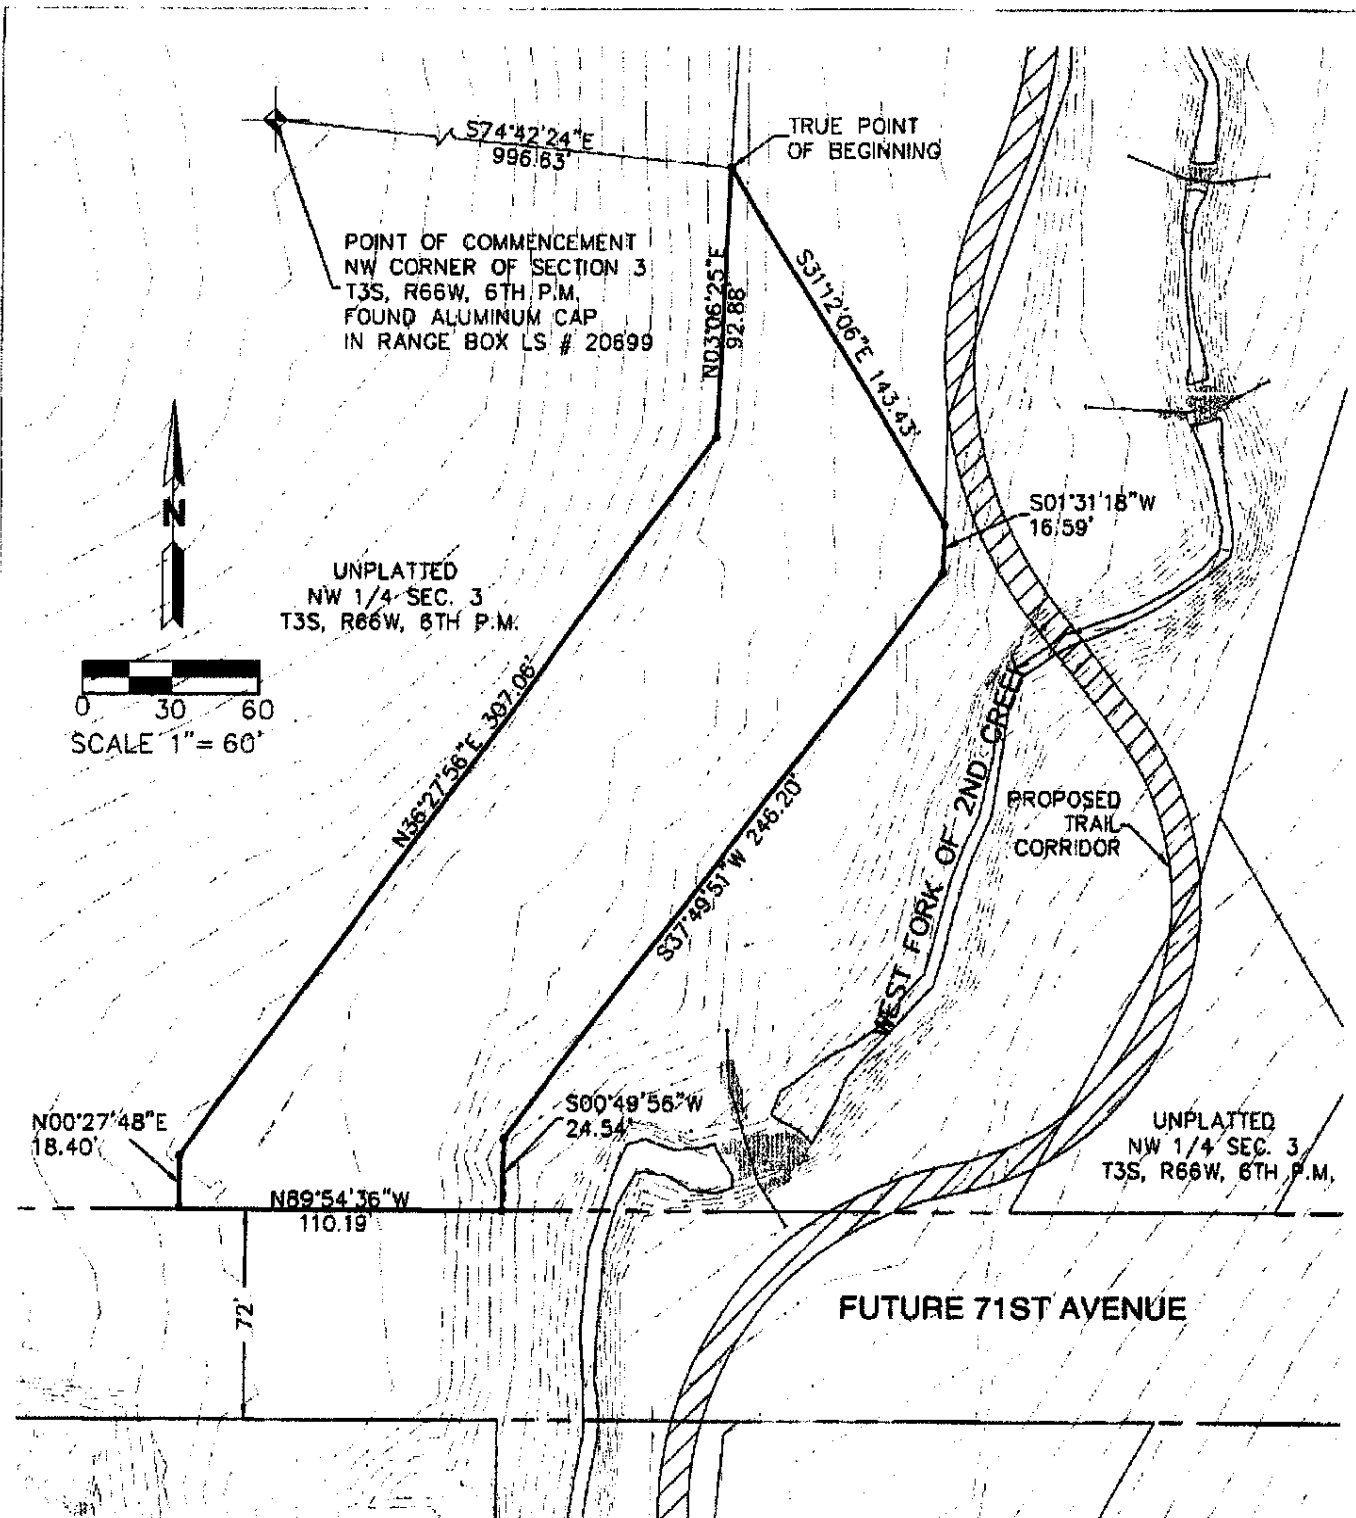 S74°42'24"E
996.63'
TRUE POINT
OF BEGINNING
POINT OF COMMENCEMENT
NW CORNER OF SECTION 3
T3S, R66W, 6TH P.M.
FOUND ALUMINUM CAP
IN RANGE BOX LS # 20699
N03°06'25"E
92.88'
S31°12'06"E 143.43'
S01°31'18"W
16.59'
N
UNPLATTED
NW 1/4 SEC. 3
T3S, R66W, 6TH P.M.
0 30 60
SCALE 1"= 60'
N36°27'56"E 307.06'
S37°49'51"W 246.20'
WEST FORK OF 2ND CREEK
PROPOSED
TRAIL
CORRIDOR
N00°27'48"E
18.40'
S00°49'56"W
24.54'
N89°54'36"W
110.19'
UNPLATTED
NW 1/4 SEC. 3
T3S, R66W, 6TH P.M.
72'
FUTURE 71ST AVENUE